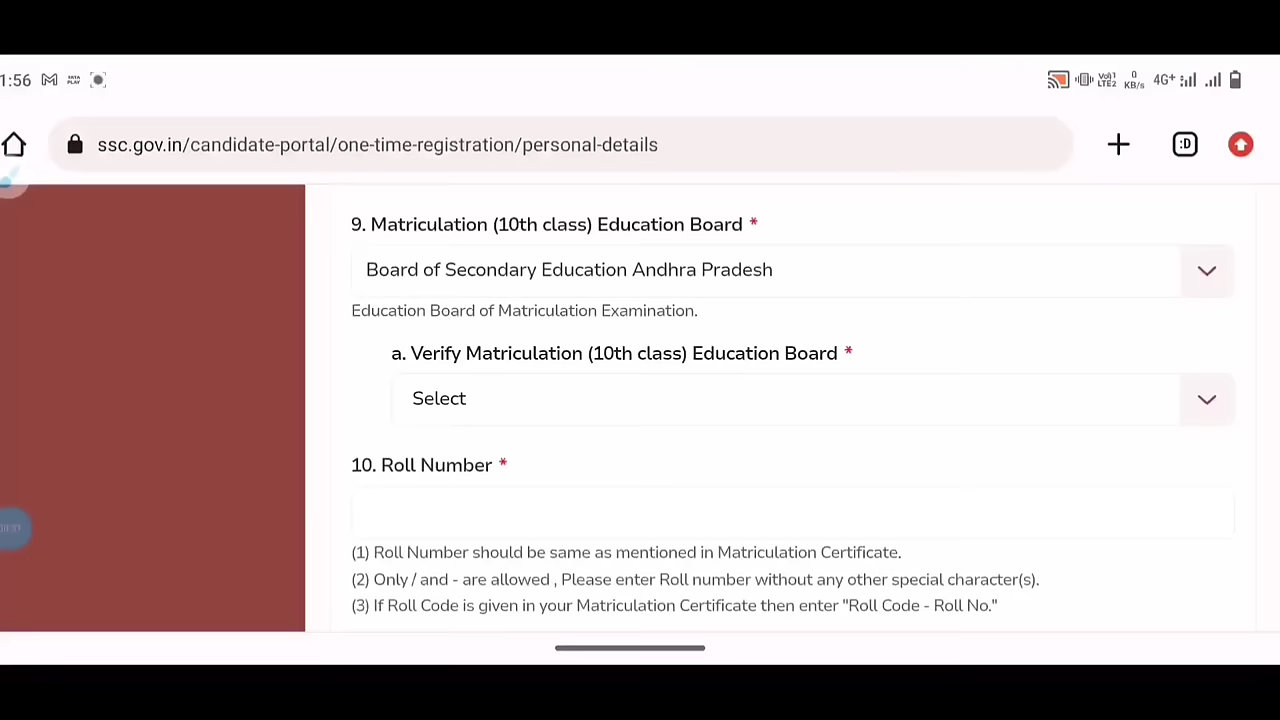 1:56
4G+
0
KB/s
ssc.gov.in/candidate-portal/one-time-registration/personal-details
:D
9. Matriculation (10th class) Education Board *
Board of Secondary Education Andhra Pradesh
Education Board of Matriculation Examination.
a. Verify Matriculation (10th class) Education Board *
Select
10. Roll Number *
(1) Roll Number should be same as mentioned in Matriculation Certificate.
(2) Only / and - are allowed , Please enter Roll number without any other special character(s).
(3) If Roll Code is given in your Matriculation Certificate then enter "Roll Code - Roll No."